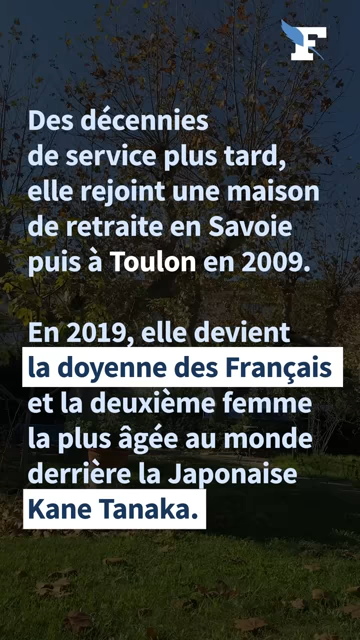 F
Des décennies
de service plus tard,
elle rejoint une maison
de retraite en Savoie
puis à Toulon en 2009.
En 2019, elle devient
la doyenne des Français
et la deuxième femme
la plus âgée au monde
derrière la Japonaise
Kane Tanaka.